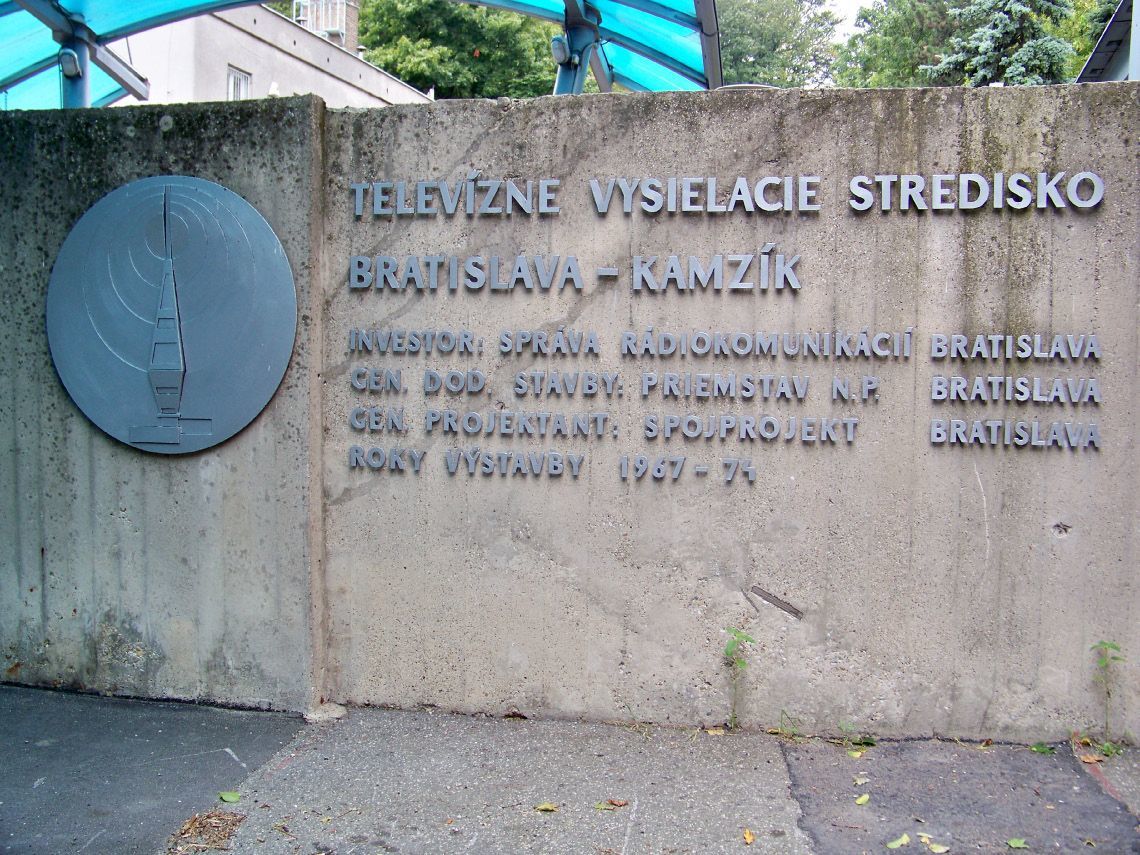 TELEVÍZNE VYSIELACIE STREDISKO
BRATISLAVA – KAMZÍK
INVESTOR: SPRÁVA RÁDIOKOMUNIKÁCIÍ BRATISLAVA
GEN. DOD. STAVBY: PRIEMSTAV N.P. BRATISLAVA
GEN. PROJEKTANT: SPOJPROJEKT BRATISLAVA
ROKY VÝSTAVBY 1967 – 74